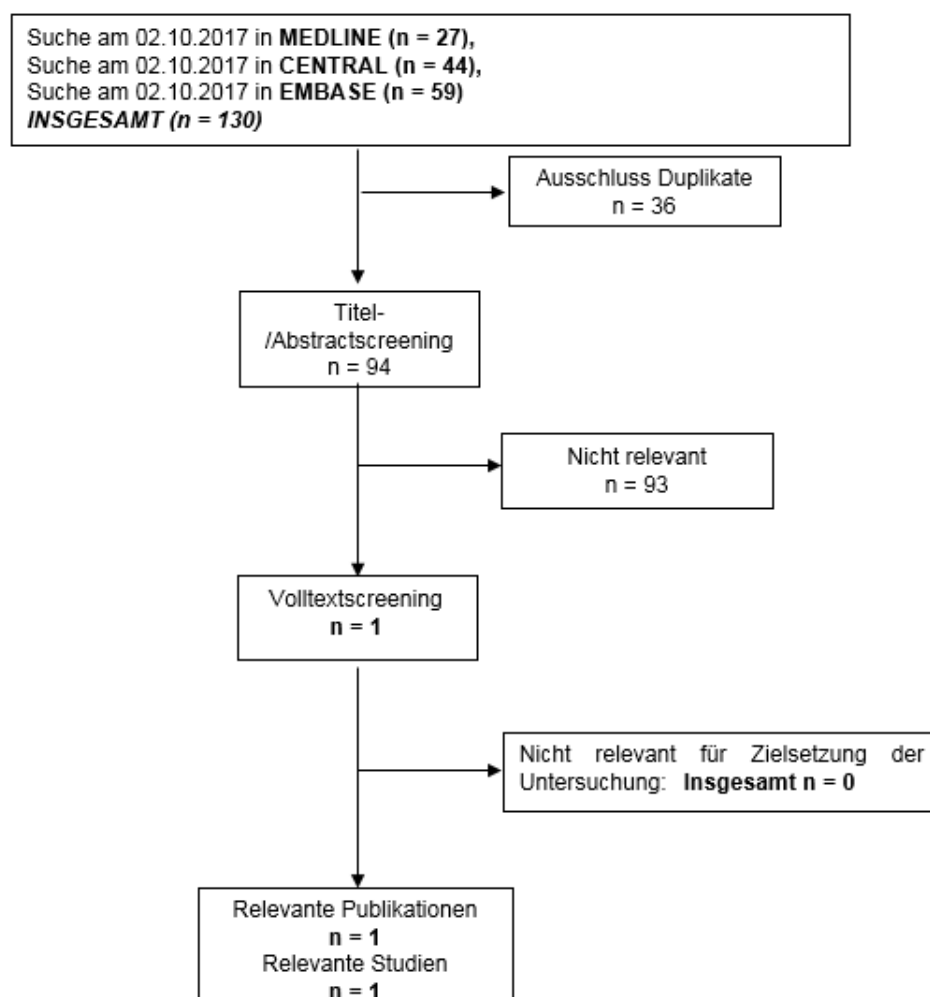 Suche am 02.10.2017 in MEDLINE (n = 27),
Suche am 02.10.2017 in CENTRAL (n = 44),
Suche am 02.10.2017 in EMBASE (n = 59)
INSGESAMT (n = 130)
Ausschluss Duplikate
n = 36
Titel-
/Abstractscreening
n = 94
Nicht relevant
n = 93
Volltextscreening
n = 1
Nicht relevant für Zielsetzung der
Untersuchung: Insgesamt n = 0
Relevante Publikationen
n = 1
Relevante Studien
n = 1